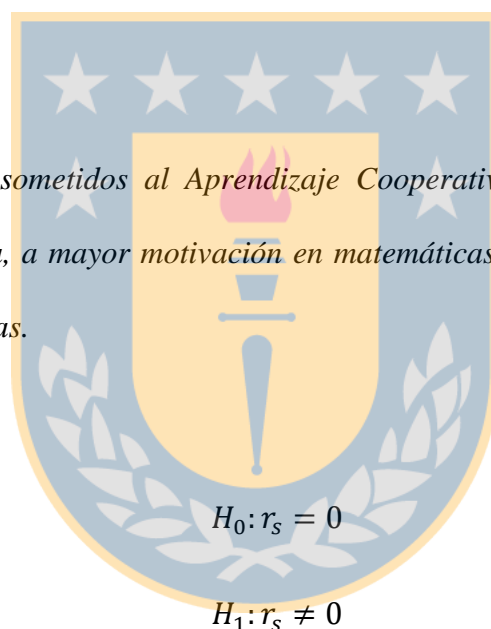 sometidos al Aprendizaje Cooperativ
, a mayor motivación en matemáticas
as.
H₀: rₛ = 0
H₁: rₛ ≠ 0